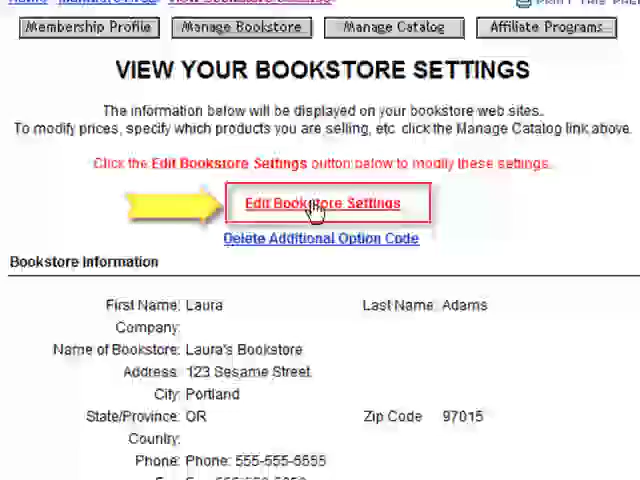 PRINT THIS PAGE
Membership Profile
Manage Bookstore
Manage Catalog
Affiliate Programs
VIEW YOUR BOOKSTORE SETTINGS
The information below will be displayed on your bookstore web sites.
To modify prices, specify which products you are selling, etc click the Manage Catalog link above.
Click the Edit Bookstore Settings button below to modify these settings.
Edit Bookstore Settings
Delete Additional Option Code
Bookstore Information
First Name: Laura Last Name: Adams
Company:
Name of Bookstore: Laura's Bookstore
Address: 123 Sesame Street
City: Portland
State/Province: OR Zip Code 97015
Country:
Phone: Phone: 555-555-5555